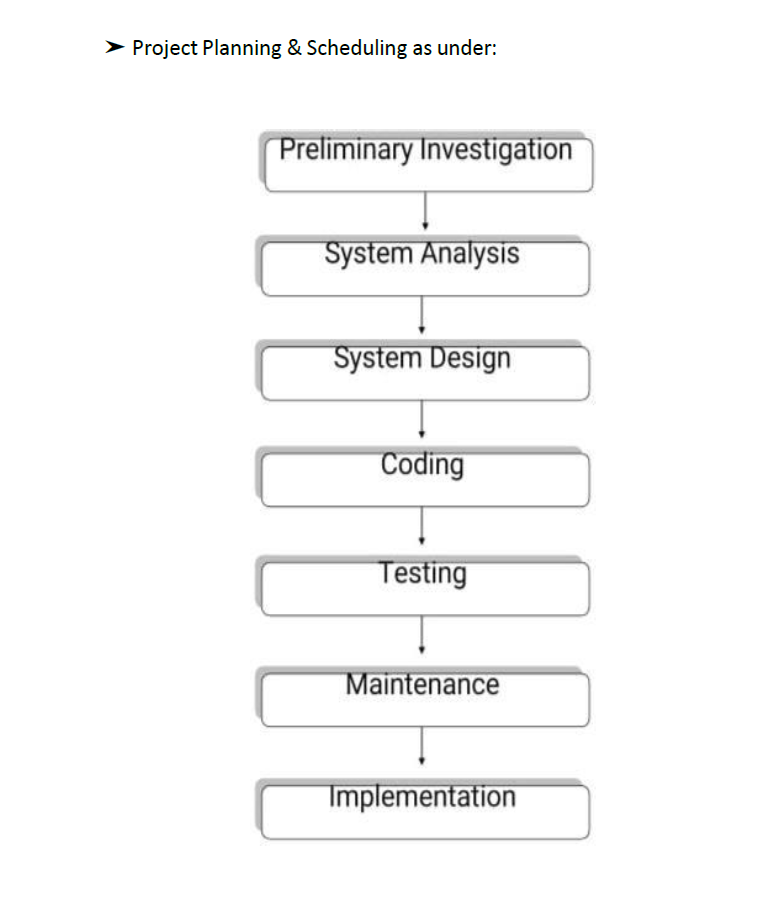 ➤ Project Planning & Scheduling as under:
Preliminary Investigation
System Analysis
System Design
Coding
Testing
Maintenance
Implementation